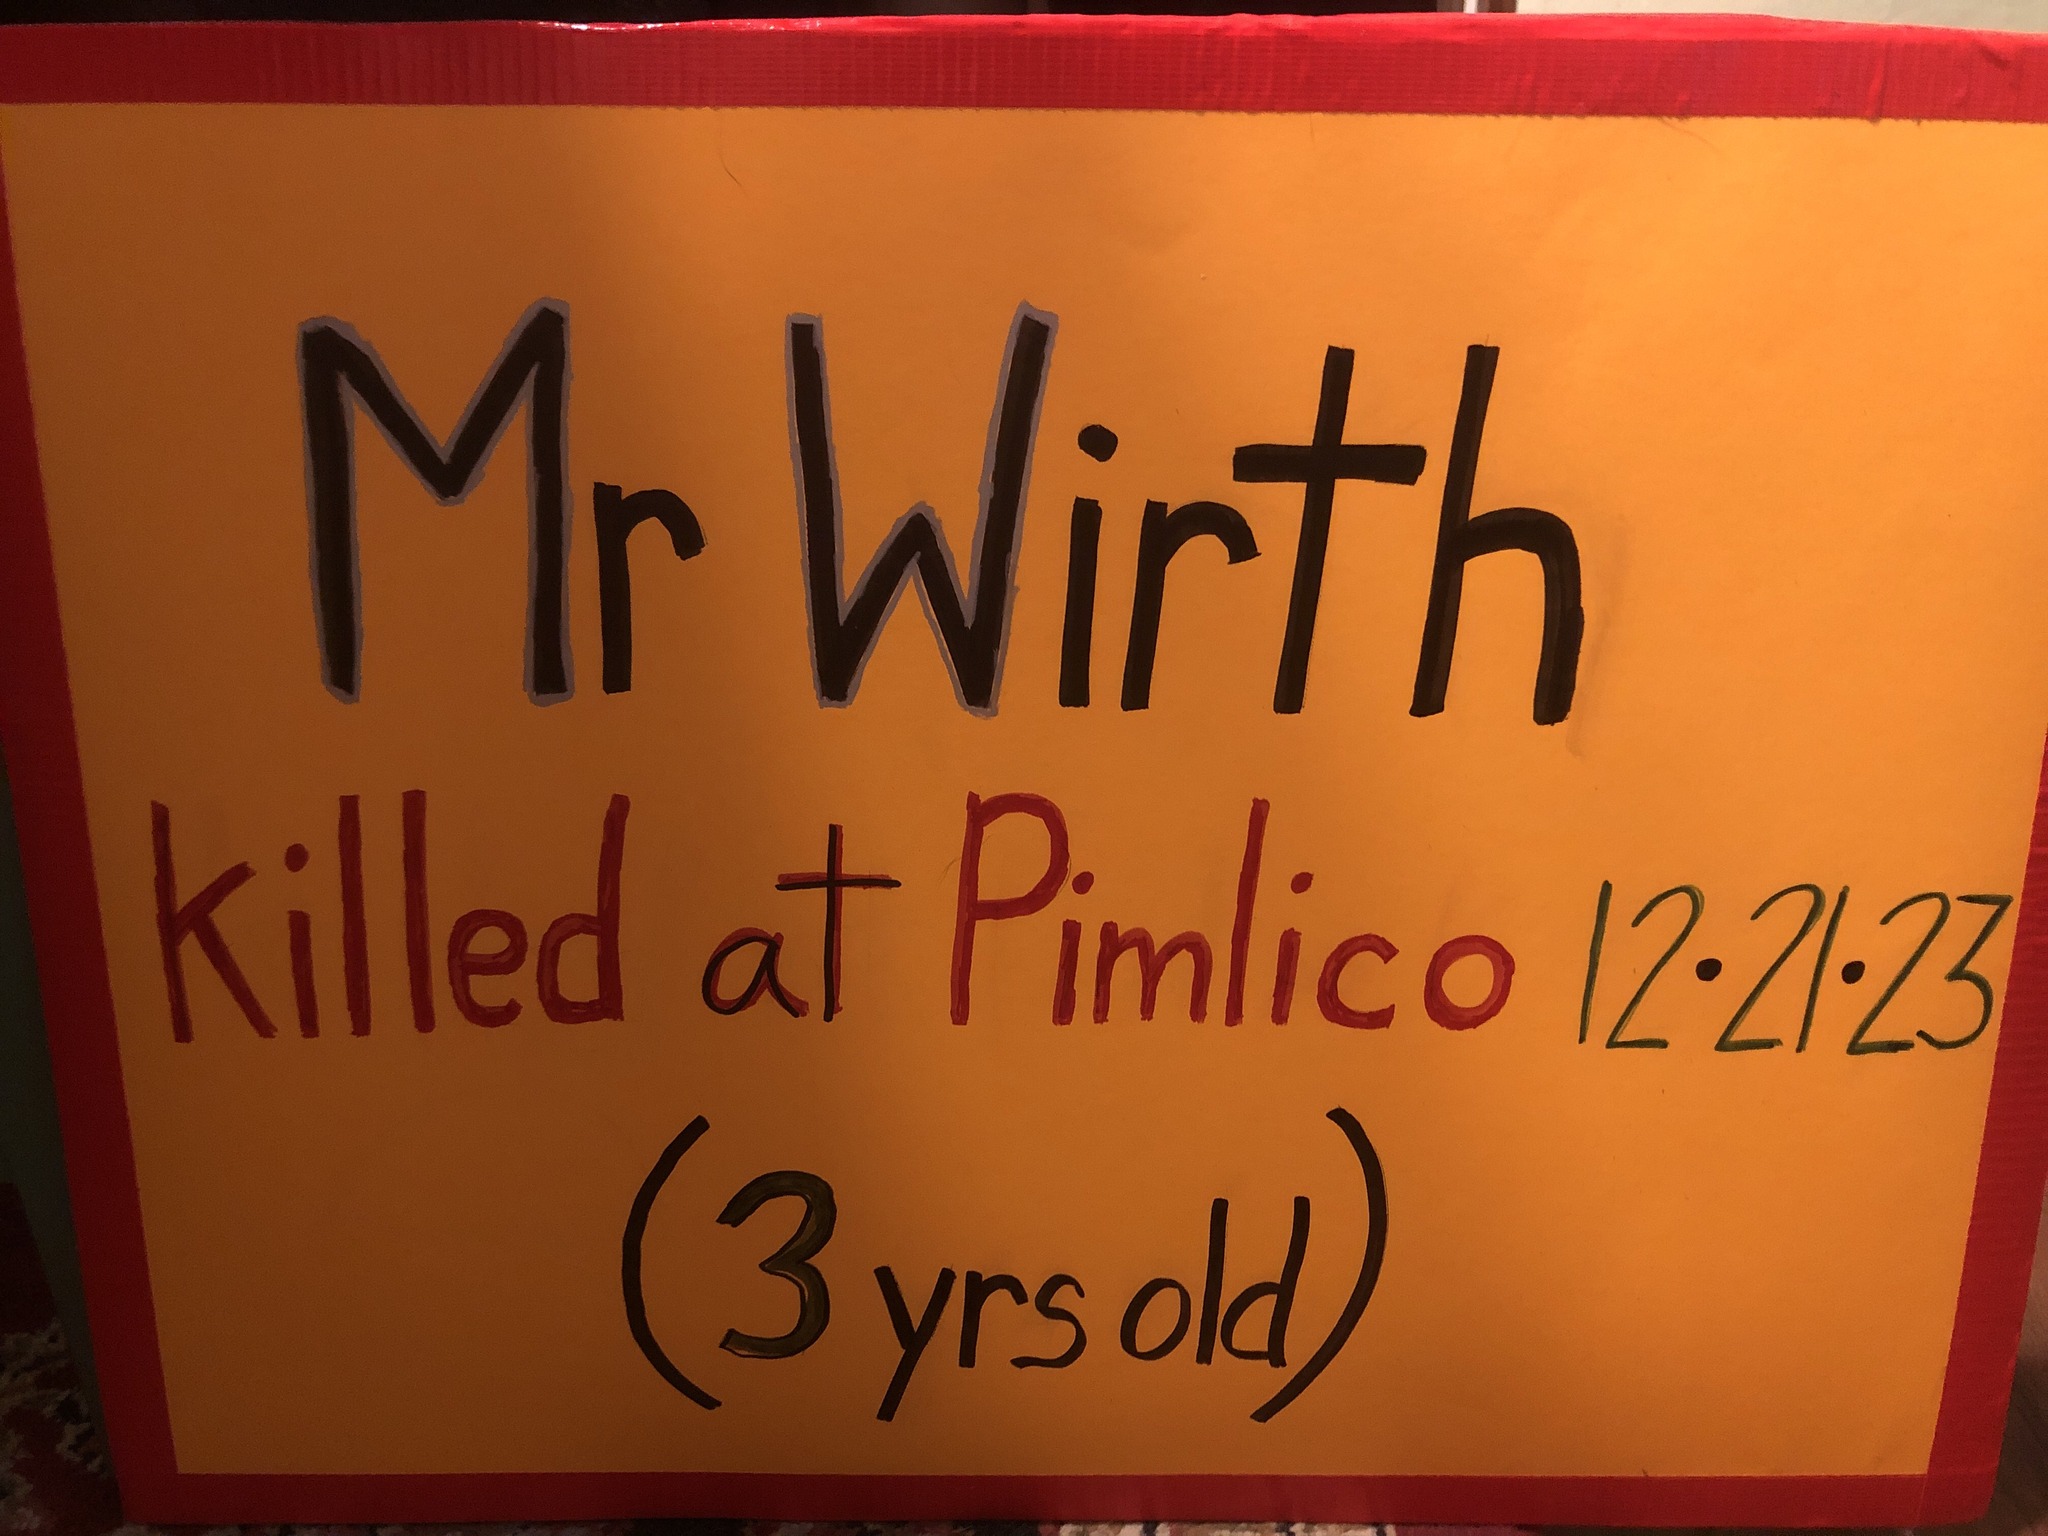 Mr Wirth
killed at Pimlico 12•21•23
(3 yrs old)